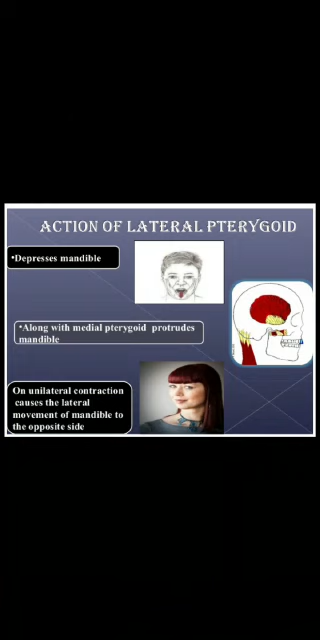 ACTION OF LATERAL PTERYGOID
•Depresses mandible
•Along with medial pterygoid protrudes
mandible
On unilateral contraction
causes the lateral
movement of mandible to
the opposite side